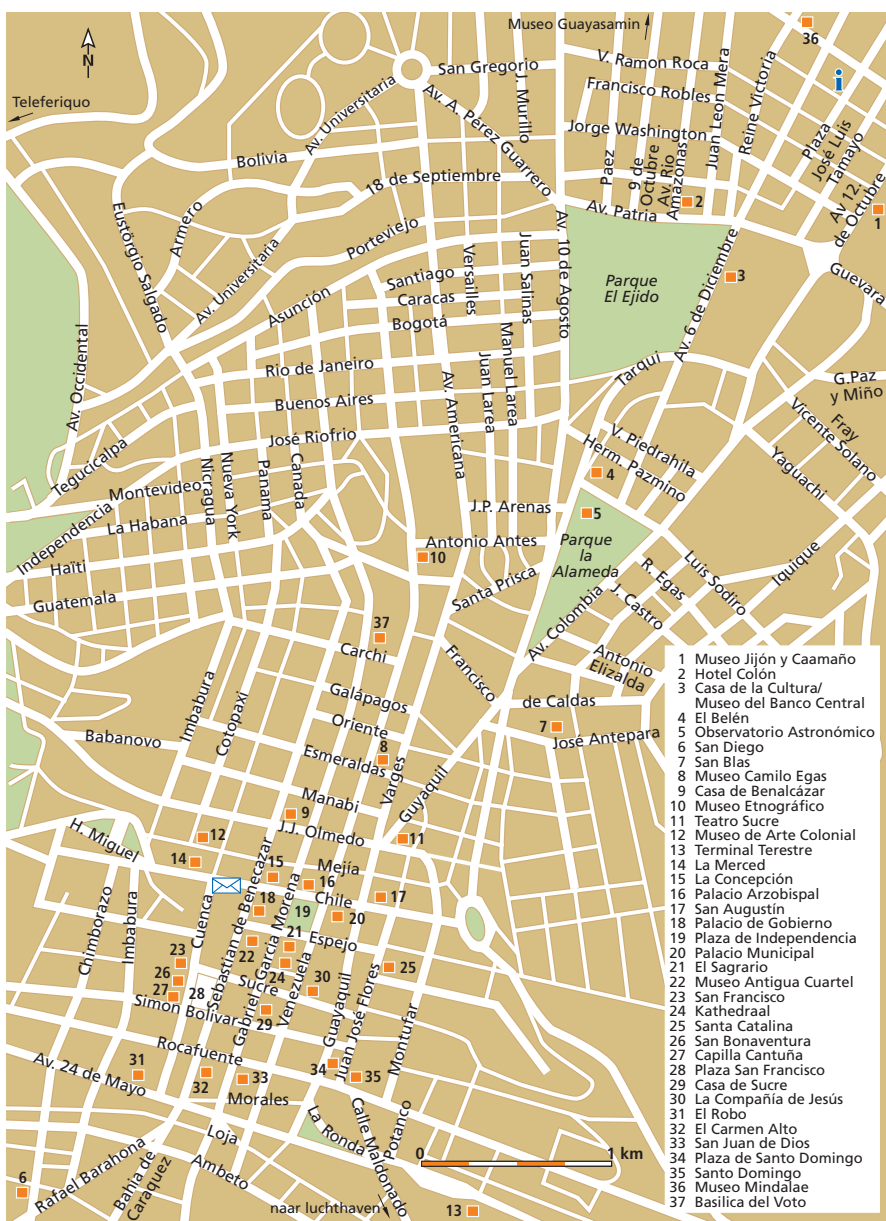 Museo Guayasamin
36
N
San Gregorio
J. Murillo
V. Ramon Roca
Francisco Robles
Juan Leon Mera
Reine Victoria
i
Teleferiquo
Av. Universitaria
Av. A. Pérez Guerrero
Jorge Washington
Plaza
José Luis
Tamayo
Bolivia
18 de Septiembre
Paez
9 de
Octubre
Av. Rio
Amazonas
Av 12.
de Octubre
2
1
Av. Patria
Eustörgio Salgado
Armero
Av. Universitaria
Porteviejo
Asunción
Santiago
Caracas
Bogotá
Versailles
Juan Salinas
Av. 10 de Agosto
Parque
El Ejido
3
Av. 6 de Diciembre
Guevara
Av. Occidental
Rio de Janeiro
Buenos Aires
José Riofrio
Av. Americana
Juan Larea
Manuel Larea
Tarqui
G.Paz
y Miño
Fray
Vicente Solano
Yaguachi
Tegucicalpa
Nicragua
Nueva York
Panama
Canada
V. Piedrahila
Herm. Pazmino
4
Montevideo
Independencia
La Habana
Haïti
Guatemala
J.P. Arenas
5
Antonio Antes
10
Parque
la
Alameda
Santa Prisca
Luis Sodiro
R. Egas
J. Castro
Iquique
37
Carchi
Francisco
de Caldas
Av. Colombia
Antonio
Elizalda
Imbabura
Cotopaxi
Galápagos
Oriente
Esmeraldas
Babanovo
7
José Antepara
8
Varges
Guyaquil
Manabi
9
J.J. Olmedo
11
H. Miguel
12
14
15
Mejía
16
Chile
17
18
19
20
Chimborazo
Imbabura
Cuenca
Sebastian de Benecazar
Gabriel Garcia Morena
Venezuela
21
Espejo
22
23
24
25
26
27
28
Sucre
30
Simon Bolivar
29
Guayaquil
Juan José Flores
Montufar
Rocafuente
Av. 24 de Mayo
31
32
33
34
35
Morales
La Ronda
Calle Maldonado
Potanco
Loja
Ambeto
6
Rafael Barahona
Bahia de
Caraquez
0
1 km
naar luchthaven
13
1 Museo Jijón y Caamaño
2 Hotel Colón
3 Casa de la Cultura/
Museo del Banco Central
4 El Belén
5 Observatorio Astronómico
6 San Diego
7 San Blas
8 Museo Camilo Egas
9 Casa de Benalcázar
10 Museo Etnográfico
11 Teatro Sucre
12 Museo de Arte Colonial
13 Terminal Terestre
14 La Merced
15 La Concepción
16 Palacio Arzobispal
17 San Augustín
18 Palacio de Gobierno
19 Plaza de Independencia
20 Palacio Municipal
21 El Sagrario
22 Museo Antigua Cuartel
23 San Francisco
24 Kathedraal
25 Santa Catalina
26 San Bonaventura
27 Capilla Cantuña
28 Plaza San Francisco
29 Casa de Sucre
30 La Compañía de Jesús
31 El Robo
32 El Carmen Alto
33 San Juan de Dios
34 Plaza de Santo Domingo
35 Santo Domingo
36 Museo Mindalae
37 Basilica del Voto